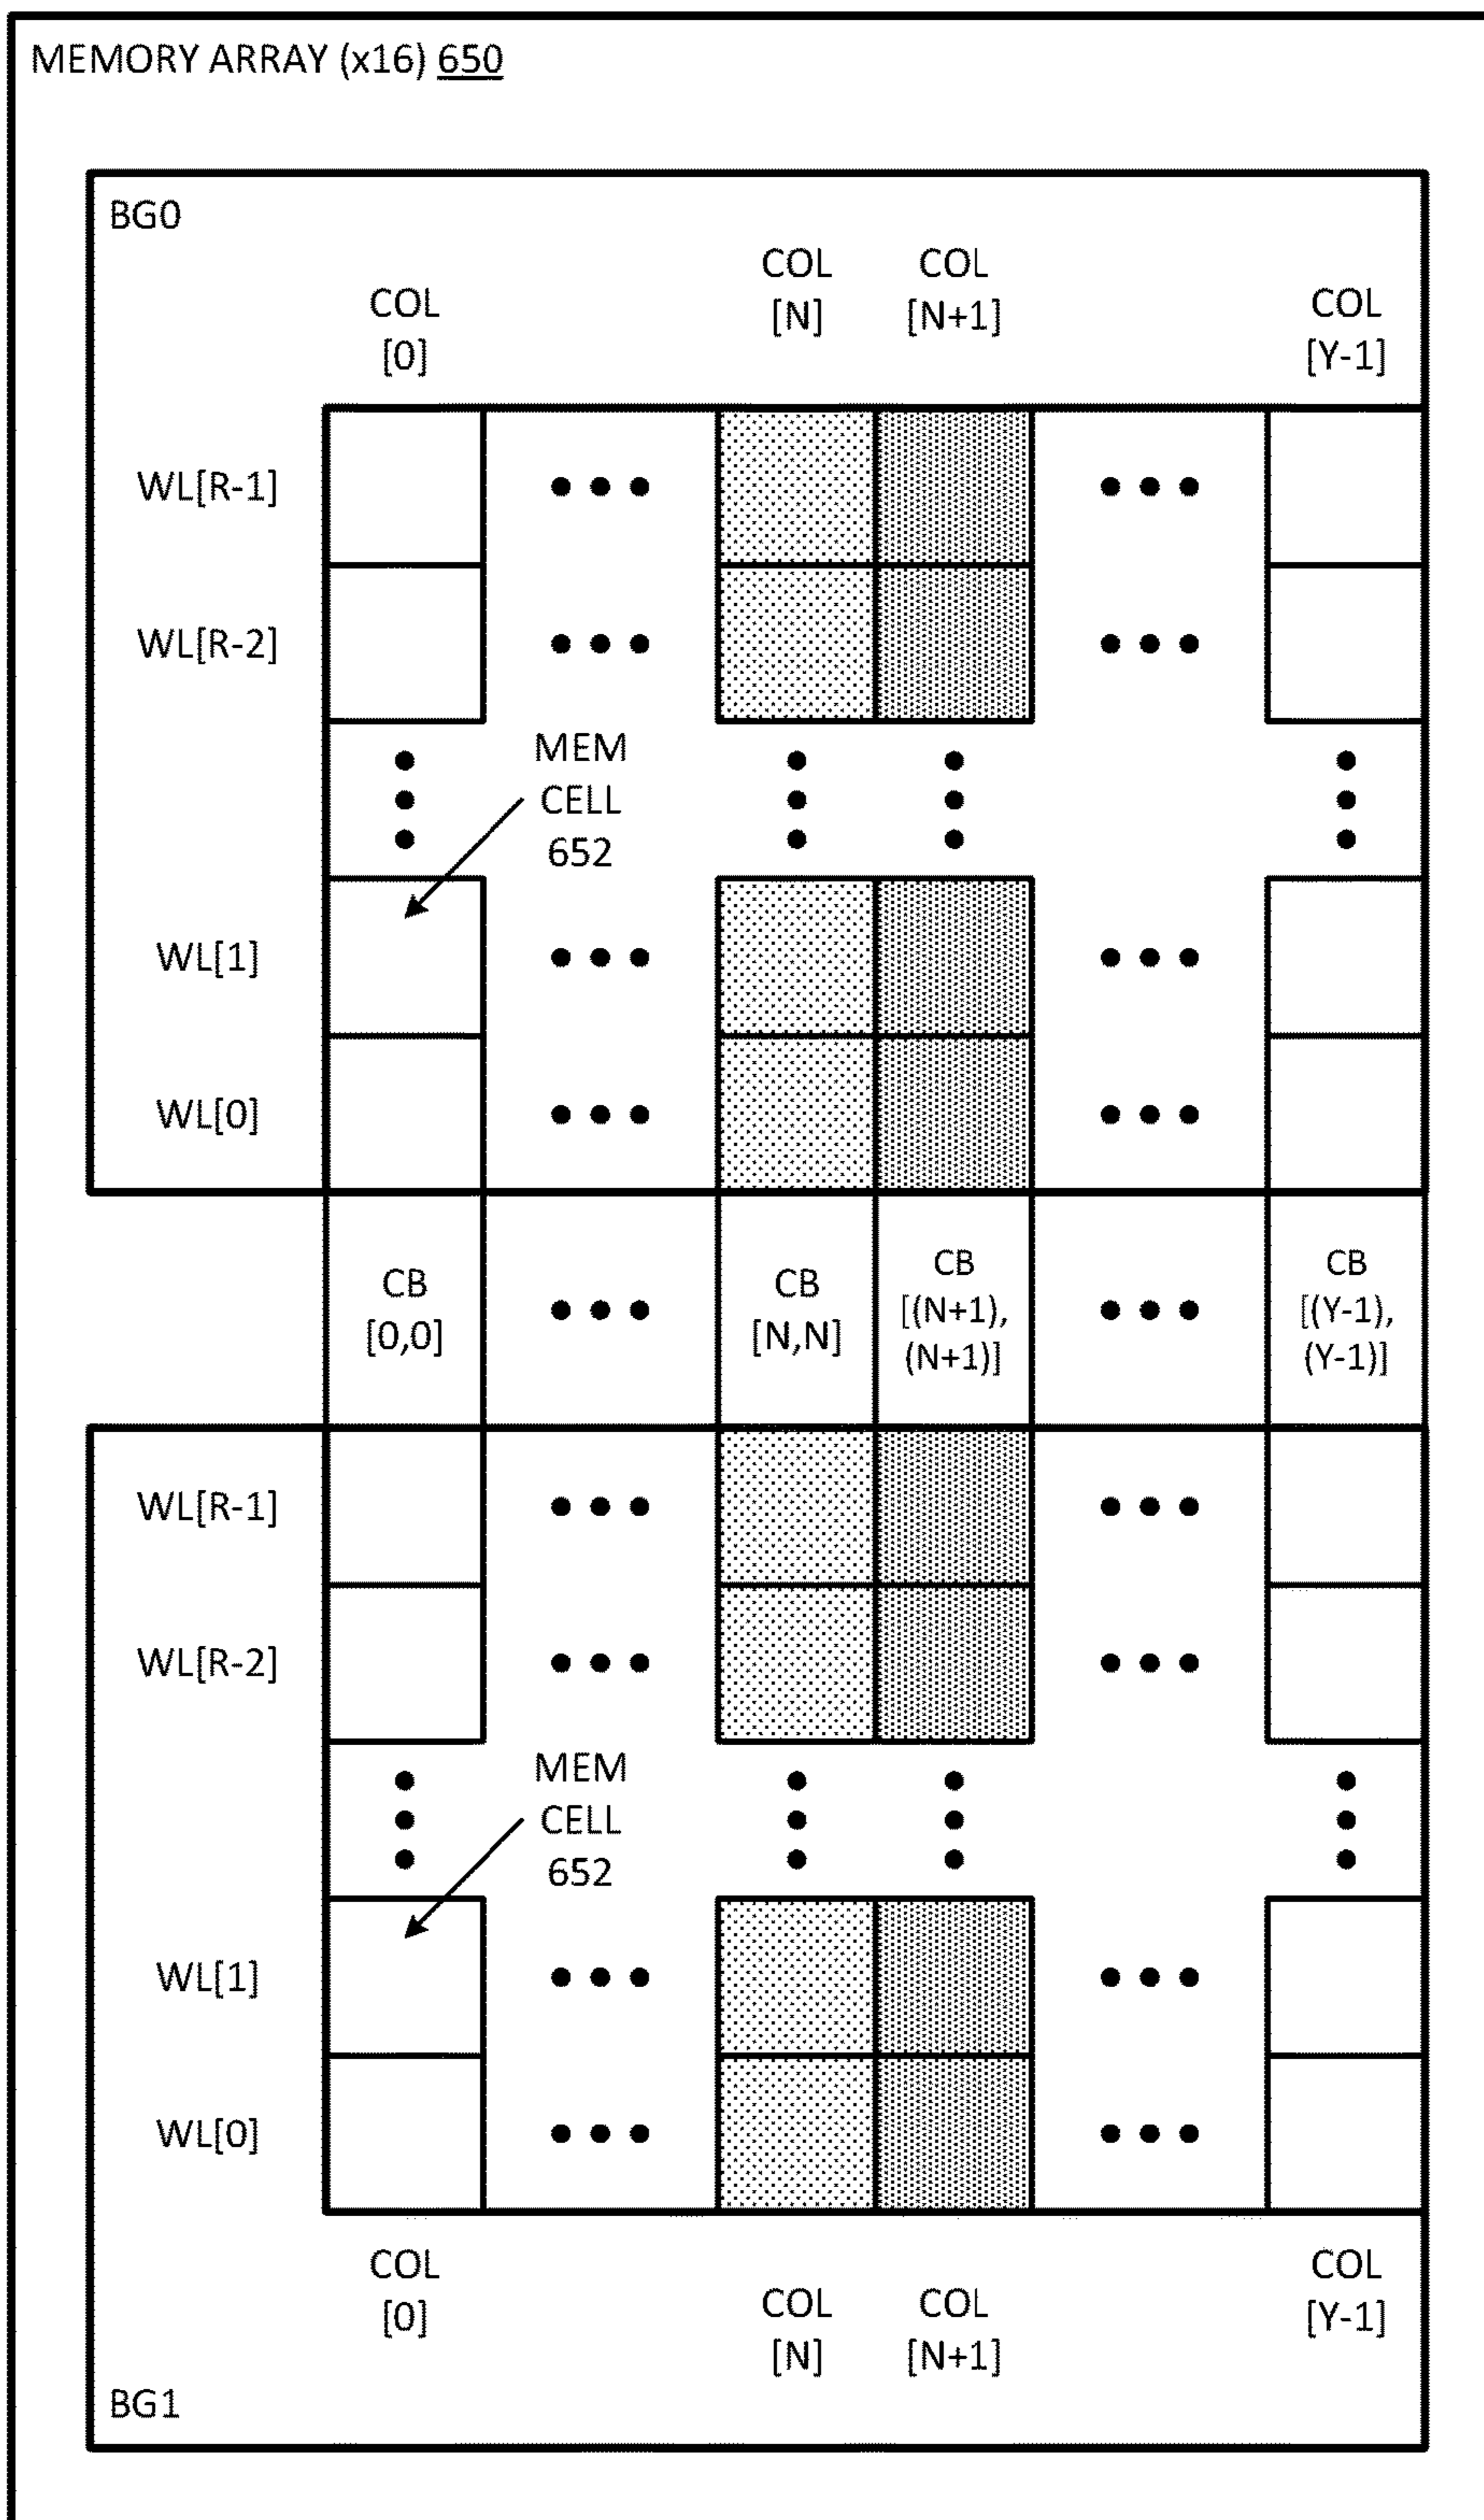 MEMORY ARRAY (x16) 650
BG0
COL
[0]
COL
[N]
COL
[N+1]
COL
[Y-1]
WL[R-1]
WL[R-2]
MEM
CELL
652
WL[1]
WL[0]
CB
[0,0]
CB
[N,N]
CB
[(N+1),
(N+1)]
CB
[(Y-1),
(Y-1)]
WL[R-1]
WL[R-2]
MEM
CELL
652
WL[1]
WL[0]
COL
[0]
COL
[N]
COL
[N+1]
COL
[Y-1]
BG1